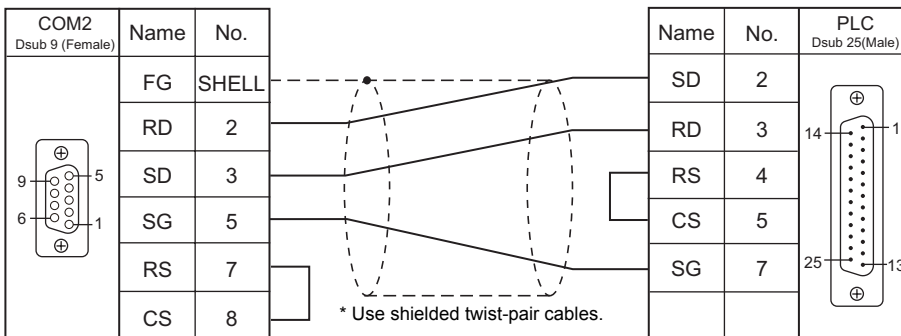 COM2
Dsub 9 (Female)
Name No.
FG SHELL
RD 2
SD 3
SG 5
RS 7
CS 8
9
5
6
1
* Use shielded twist-pair cables.
Name No.
SD 2
RD 3
RS 4
CS 5
SG 7
PLC
Dsub 25(Male)
14
1
25
13